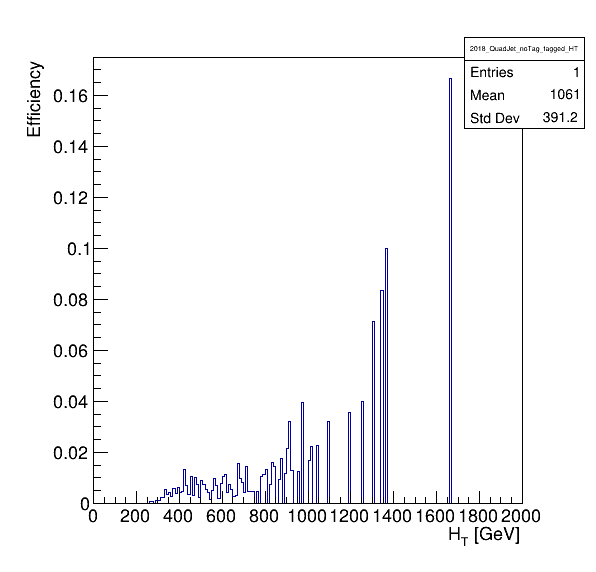 2018_QuadJet_noTag_tagged_HT
Entries 1
Mean 1061
Std Dev 391.2
Efficiency
0.16
0.14
0.12
0.1
0.08
0.06
0.04
0.02
0
0 200 400 600 800 1000 1200 1400 1600 1800 2000
H_T [GeV]